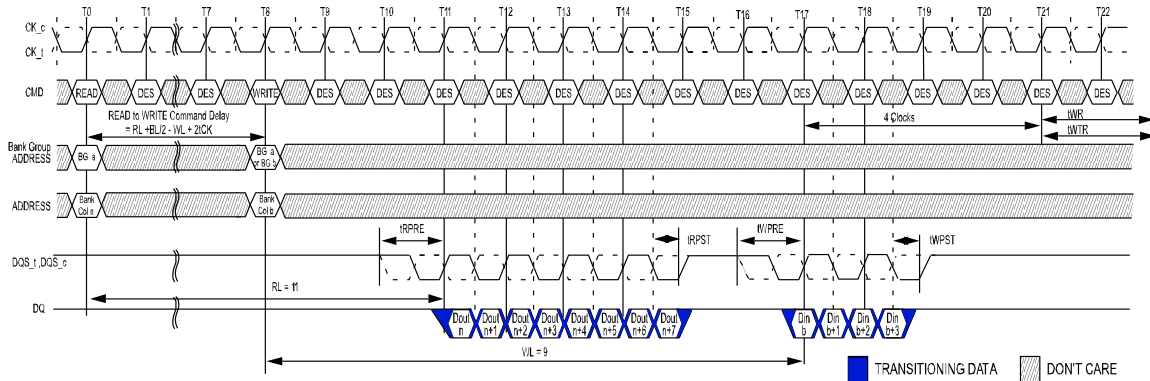 T0 T1 T7 T8 T9 T10 T11 T12 T13 T14 T15 T16 T17 T18 T19 T20 T21 T22
CK_c
CK_t
CMD READ DES DES WRITE DES DES DES DES DES DES DES DES DES DES DES DES DES DES
READ to WRITE Command Delay
= RL +BL/2 - WL + 2tCK
4 Clocks
tWR
tWTR
Bank Group
ADDRESS
BG a
BG a
or BG b
ADDRESS
Bank
Col n
Bank
Col b
tRPRE tRPST tWPRE tWPST
DQS_t ,DQS_c
RL = 11
DQ
Dout
n
Dout
n+1
Dout
n+2
Dout
n+3
Dout
n+4
Dout
n+5
Dout
n+6
Dout
n+7
Din
b
Din
b+1
Din
b+2
Din
b+3
WL = 9
TRANSITIONING DATA DON'T CARE